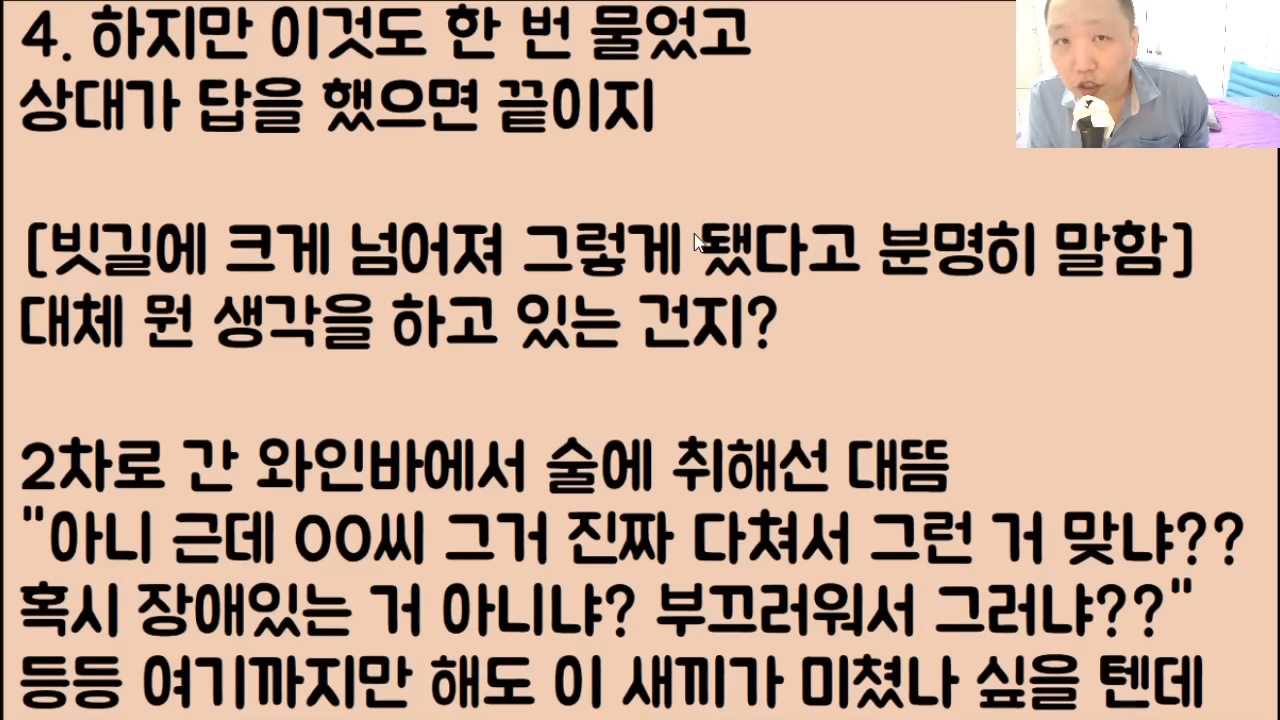 4. 하지만 이것도 한 번 물었고
상대가 답을 했으면 끝이지
[빗길에 크게 넘어져 그렇게 됐다고 분명히 말함]
대체 뭔 생각을 하고 있는 건지?
2차로 간 와인바에서 술에 취해선 대뜸
"아니 근데 OO씨 그거 진짜 다쳐서 그런 거 맞냐??
혹시 장애있는 거 아니냐? 부끄러워서 그러냐??"
등등 여기까지만 해도 이 새끼가 미쳤나 싶을 텐데